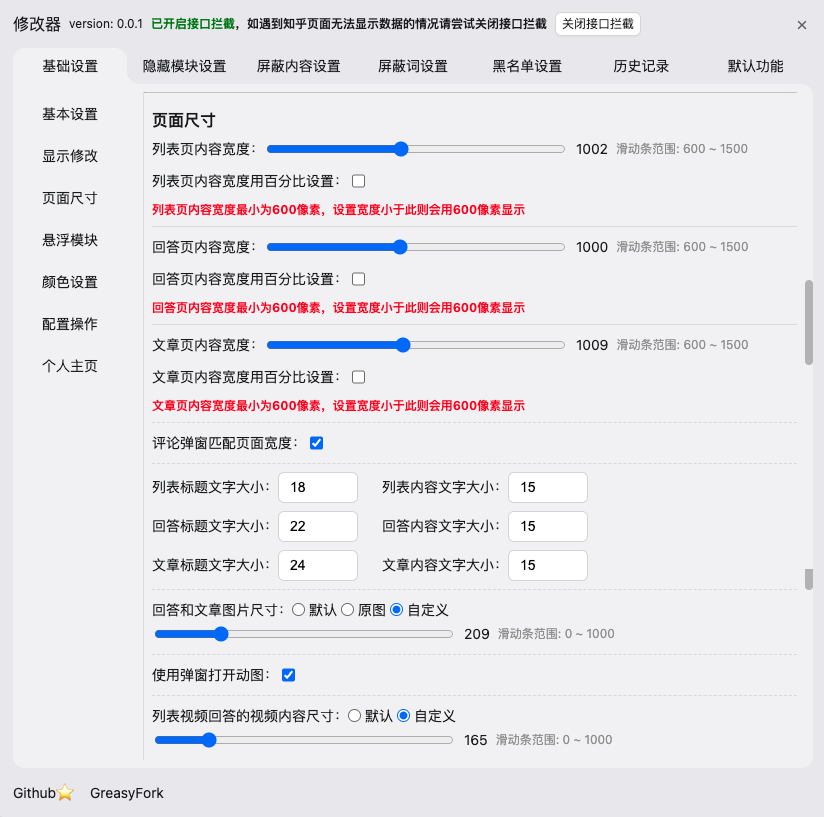 修改器 version: 0.0.1 已开启接口拦截，如遇到知乎页面无法显示数据的情况请尝试关闭接口拦截 关闭接口拦截 ×
基础设置 隐藏模块设置 屏蔽内容设置 屏蔽词设置 黑名单设置 历史记录 默认功能
基本设置
显示修改
页面尺寸
悬浮模块
颜色设置
配置操作
个人主页
页面尺寸
列表页内容宽度： 1002 滑动条范围: 600 ~ 1500
列表页内容宽度用百分比设置：
列表页内容宽度最小为600像素，设置宽度小于此则会用600像素显示
回答页内容宽度： 1000 滑动条范围: 600 ~ 1500
回答页内容宽度用百分比设置：
回答页内容宽度最小为600像素，设置宽度小于此则会用600像素显示
文章页内容宽度： 1009 滑动条范围: 600 ~ 1500
文章页内容宽度用百分比设置：
文章页内容宽度最小为600像素，设置宽度小于此则会用600像素显示
评论弹窗匹配页面宽度：
列表标题文字大小： 18 列表内容文字大小： 15
回答标题文字大小： 22 回答内容文字大小： 15
文章标题文字大小： 24 文章内容文字大小： 15
回答和文章图片尺寸： 默认 原图 自定义
209 滑动条范围: 0 ~ 1000
使用弹窗打开动图：
列表视频回答的视频内容尺寸： 默认 自定义
165 滑动条范围: 0 ~ 1000
Github⭐ GreasyFork